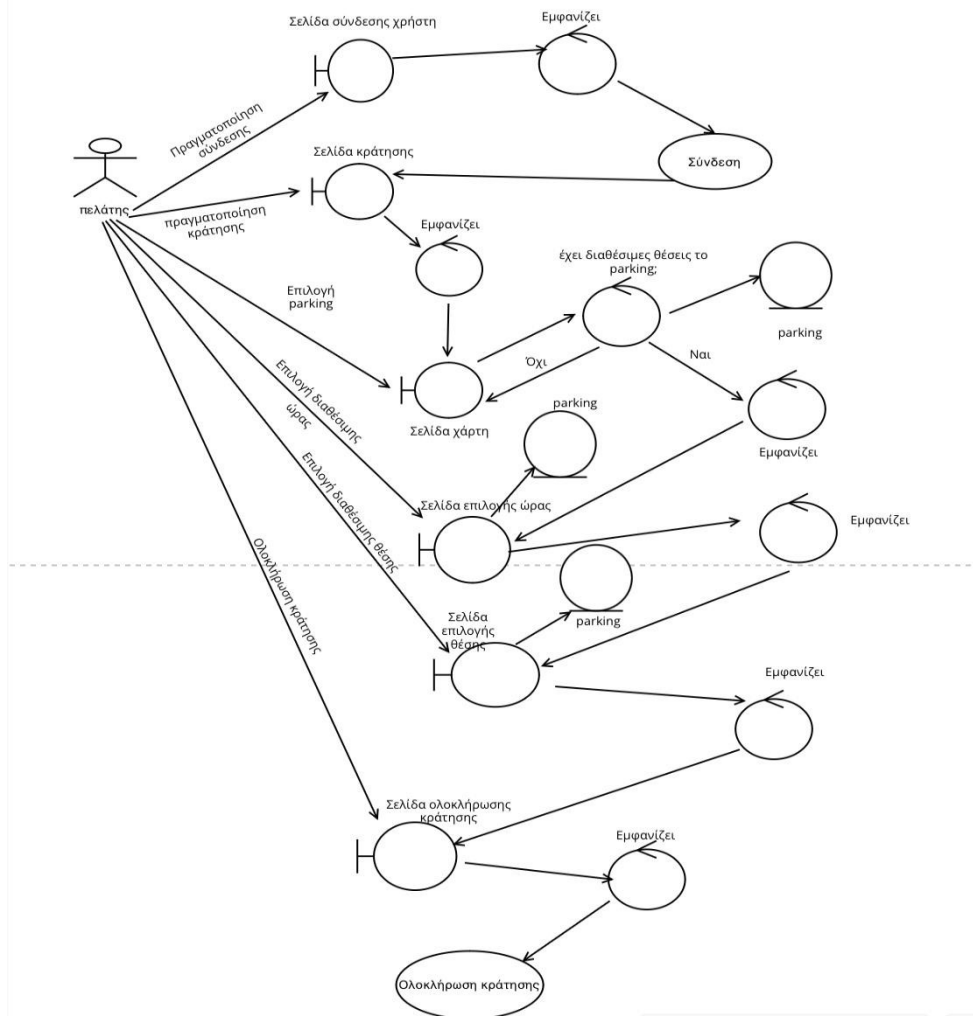 Σελίδα σύνδεσης χρήστη
Εμφανίζει
Πραγματοποίηση
σύνδεσης
Σύνδεση
Σελίδα κράτησης
πελάτης
πραγματοποίηση
κράτησης
Εμφανίζει
έχει διαθέσιμες θέσεις το
parking;
Επιλογή
parking
parking
Όχι
Ναι
Επιλογή διαθέσιμης
ώρας
parking
Σελίδα χάρτη
Εμφανίζει
Επιλογή διαθέσιμης θέσης
Σελίδα επιλογής ώρας
Εμφανίζει
Ολοκλήρωση κράτησης
Σελίδα
επιλογής
θέσης
parking
Εμφανίζει
Σελίδα ολοκλήρωσης
κράτησης
Εμφανίζει
Ολοκλήρωση κράτησης